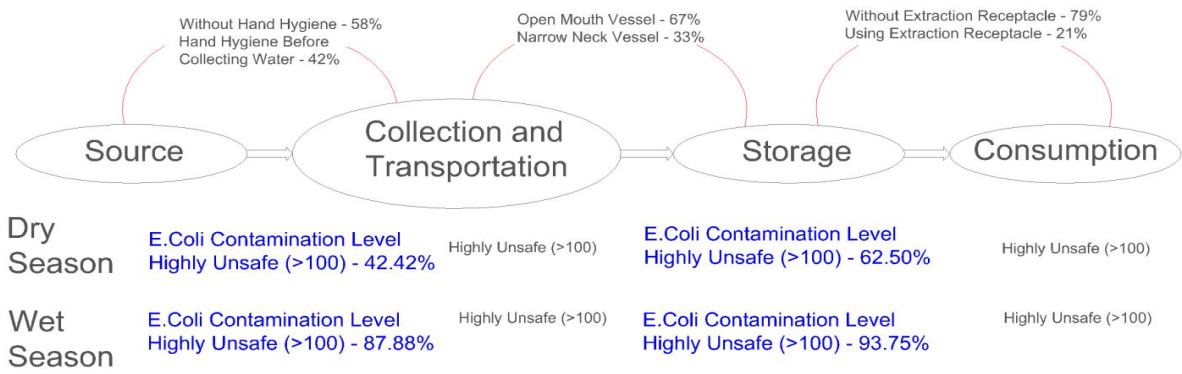 Without Hand Hygiene - 58%
Hand Hygiene Before
Collecting Water - 42%
Open Mouth Vessel - 67%
Narrow Neck Vessel - 33%
Without Extraction Receptacle - 79%
Using Extraction Receptacle - 21%
Source
Collection and
Transportation
Storage
Consumption
Dry
Season
E.Coli Contamination Level
Highly Unsafe (>100) - 42.42%
Highly Unsafe (>100)
E.Coli Contamination Level
Highly Unsafe (>100) - 62.50%
Highly Unsafe (>100)
Wet
Season
E.Coli Contamination Level
Highly Unsafe (>100) - 87.88%
Highly Unsafe (>100)
E.Coli Contamination Level
Highly Unsafe (>100) - 93.75%
Highly Unsafe (>100)